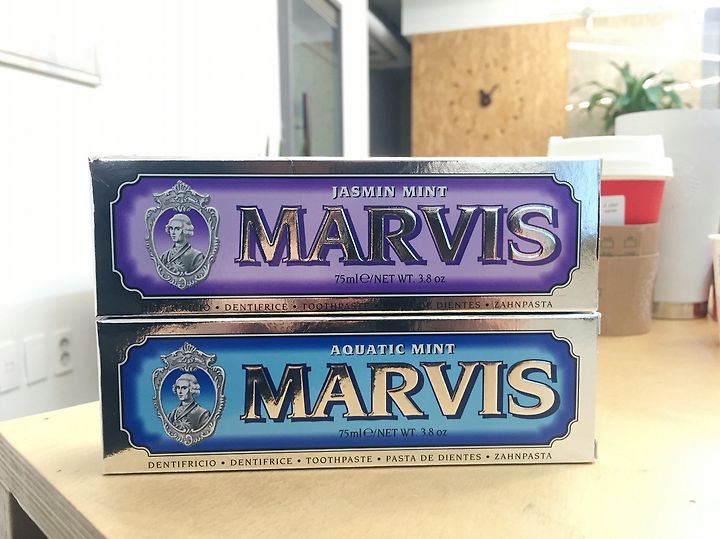 JASMIN MINT
MARVIS
75ml e/NET WT. 3.8 oz
DENTIFRICIO • DENTIFRICE • TOOTHPASTE • PASTA DE DIENTES • ZAHNPASTA
AQUATIC MINT
MARVIS
75ml e/NET WT. 3.8 oz
DENTIFRICIO • DENTIFRICE • TOOTHPASTE • PASTA DE DIENTES • ZAHNPASTA